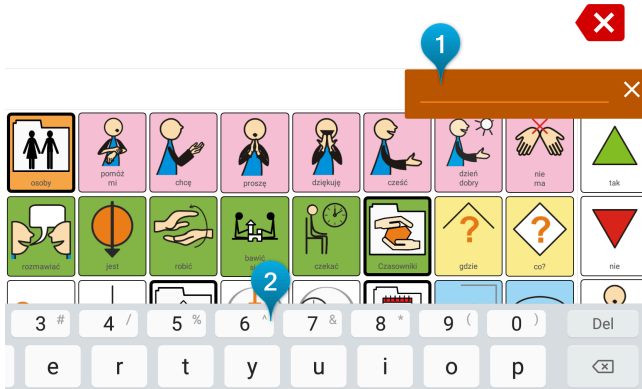 1
osoby
pomóż
mi
chcę
proszę
dziękuję
cześć
dzień
dobry
nie
ma
tak
rozmawiać
jest
robić
bawić
czekać
Czasowniki
?
gdzie
?
co?
nie
2
3 # 4 / 5 % 6 ^ 7 & 8 * 9 ( 0 ) Del
e r t y u i o p